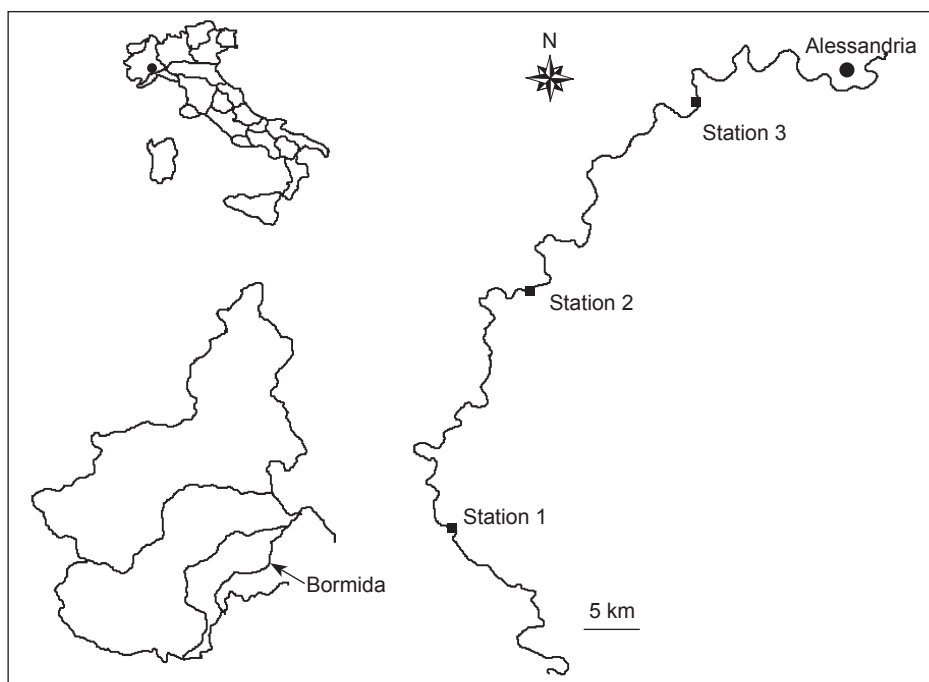 N
Alessandria
Station 3
Station 2
Station 1
Bormida
5 km